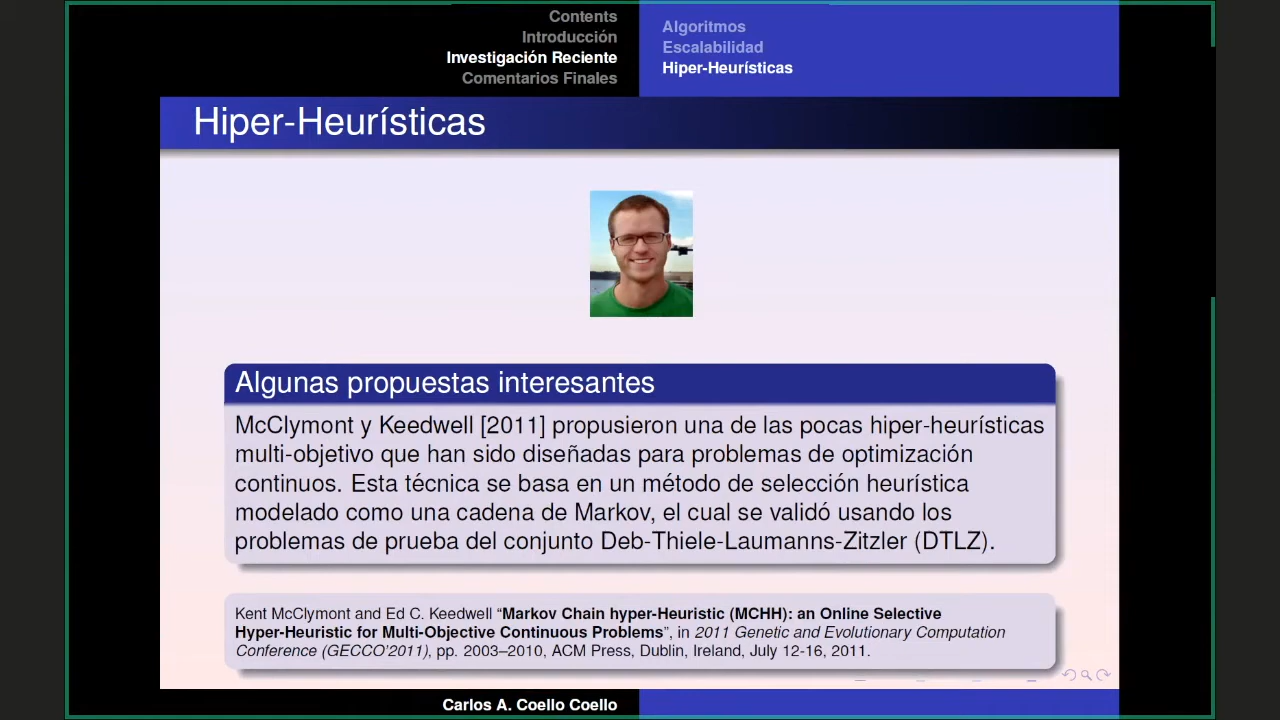 Contents
Introducción
Investigación Reciente
Comentarios Finales
Algoritmos
Escalabilidad
Hiper-Heurísticas
Hiper-Heurísticas
Algunas propuestas interesantes
McClymont y Keedwell [2011] propusieron una de las pocas hiper-heurísticas
multi-objetivo que han sido diseñadas para problemas de optimización
continuos. Esta técnica se basa en un método de selección heurística
modelado como una cadena de Markov, el cual se validó usando los
problemas de prueba del conjunto Deb-Thiele-Laumanns-Zitzler (DTLZ).
Kent McClymont and Ed C. Keedwell “Markov Chain hyper-Heuristic (MCHH): an Online Selective
Hyper-Heuristic for Multi-Objective Continuous Problems”, in 2011 Genetic and Evolutionary Computation
Conference (GECCO’2011), pp. 2003–2010, ACM Press, Dublin, Ireland, July 12-16, 2011.
Carlos A. Coello Coello